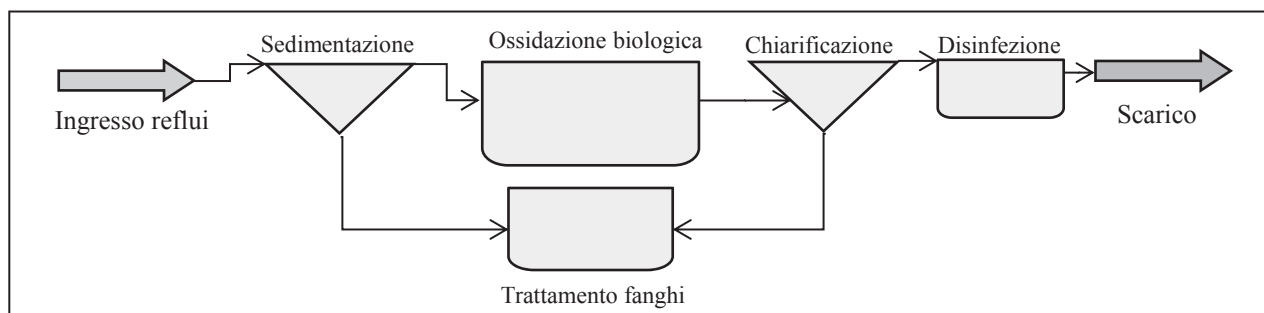 Sedimentazione
Ossidazione biologica
Chiarificazione
Disinfezione
Ingresso reflui
Scarico
Trattamento fanghi